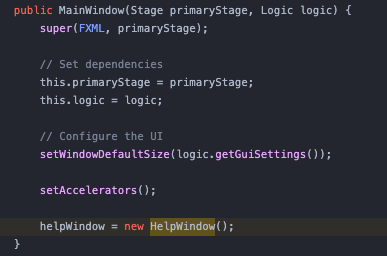 public MainWindow(Stage primaryStage, Logic logic) {
super(FXML, primaryStage);
// Set dependencies
this.primaryStage = primaryStage;
this.logic = logic;
// Configure the UI
setWindowDefaultSize(logic.getGuiSettings());
setAccelerators();
helpWindow = new HelpWindow();
}